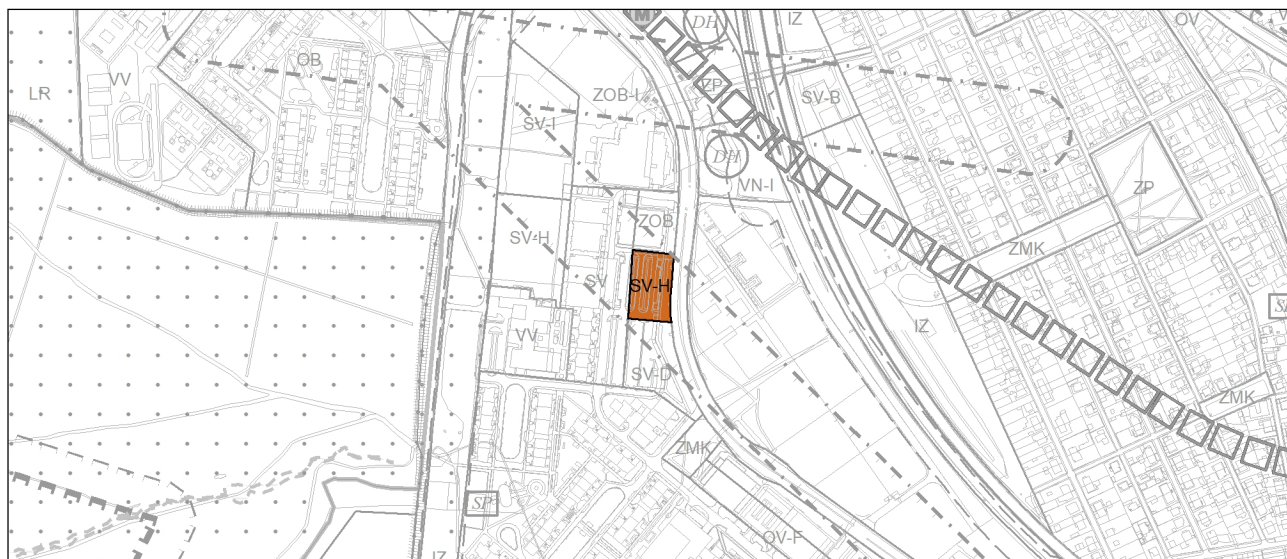 M
DH
IZ
OV
OB
VV
LR
ZOB-I
ZP
SV-B
SV-I
DH
VN-I
ZP
ZOB
SV-H
ZMK
SV
SV-H
IZ
VV
SV-D
ZMK
ZMK
SP
OV-F
IZ